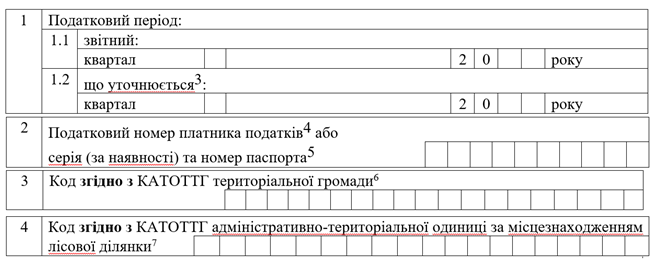 1 Податковий період:
1.1 звітний:
квартал 2 0 року
1.2 що уточнюється3:
квартал 2 0 року
2 Податковий номер платника податків4 або
серія (за наявності) та номер паспорта5
3 Код згідно з КАТОТТГ територіальної громади6
4 Код згідно з КАТОТТГ адміністративно-територіальної одиниці за місцезнаходженням
лісової ділянки7